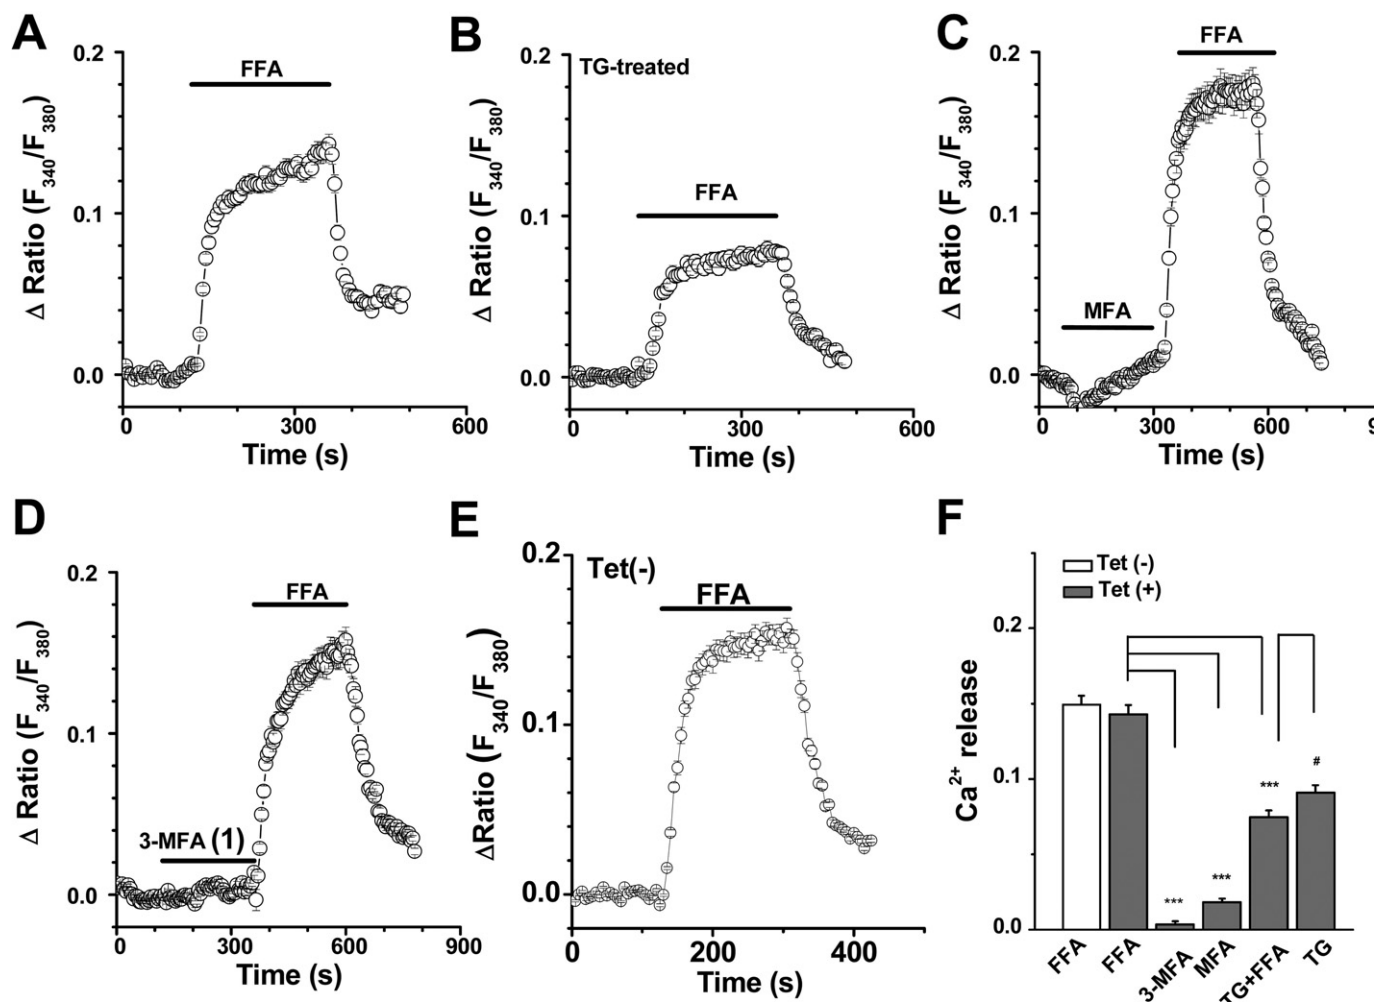 A
0.2
0.1
0.0
Δ Ratio (F340/F380)
FFA
0
300
600
Time (s)
B
0.2
0.1
0.0
Δ Ratio (F340/F380)
TG-treated
FFA
0
300
600
Time (s)
C
0.2
0.1
0.0
Δ Ratio (F340/F380)
FFA
MFA
0
300
600
9
Time (s)
D
0.2
0.1
0.0
Δ Ratio (F340/F380)
FFA
3-MFA (1)
0
300
600
900
Time (s)
E
0.2
0.1
0.0
ΔRatio (F340/F380)
Tet(-)
FFA
0
200
400
Time (s)
F
Tet (-)
Tet (+)
0.2
0.1
0.0
Ca2+ release
***
***
***
#
FFA
FFA
3-MFA
MFA
TG+FFA
TG